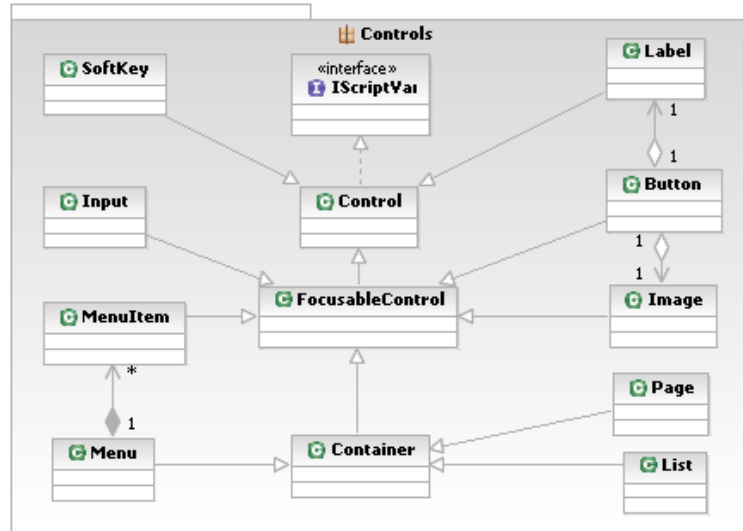 Controls
SoftKey
«interface»
IScriptVar
Label
1
1
Input
Control
Button
1
1
MenuItem
FocusableControl
Image
*
1
Page
Menu
Container
List